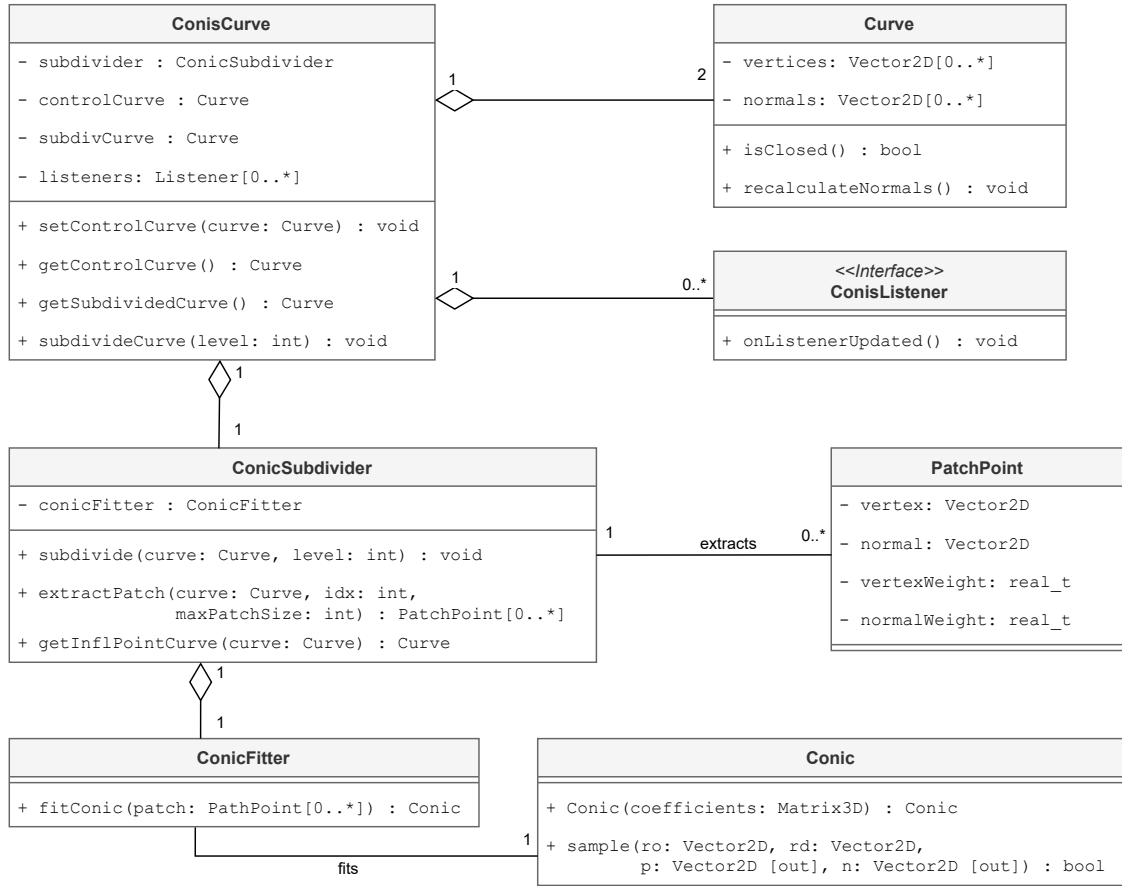 ConisCurve
- subdivider : ConicSubdivider
- controlCurve : Curve
- subdivCurve : Curve
- listeners: Listener[0..*]
+ setControlCurve(curve: Curve) : void
+ getControlCurve() : Curve
+ getSubdividedCurve() : Curve
+ subdivideCurve(level: int) : void
1
2
Curve
- vertices: Vector2D[0..*]
- normals: Vector2D[0..*]
+ isClosed() : bool
+ recalculateNormals() : void
1
0..*
<<Interface>>
ConisListener
+ onListenerUpdated() : void
1
1
ConicSubdivider
- conicFitter : ConicFitter
+ subdivide(curve: Curve, level: int) : void
+ extractPatch(curve: Curve, idx: int,
maxPatchSize: int) : PatchPoint[0..*]
+ getInflPointCurve(curve: Curve) : Curve
1
extracts
0..*
PatchPoint
- vertex: Vector2D
- normal: Vector2D
- vertexWeight: real_t
- normalWeight: real_t
1
1
ConicFitter
+ fitConic(patch: PathPoint[0..*]) : Conic
fits
1
Conic
+ Conic(coefficients: Matrix3D) : Conic
+ sample(ro: Vector2D, rd: Vector2D,
p: Vector2D [out], n: Vector2D [out]) : bool